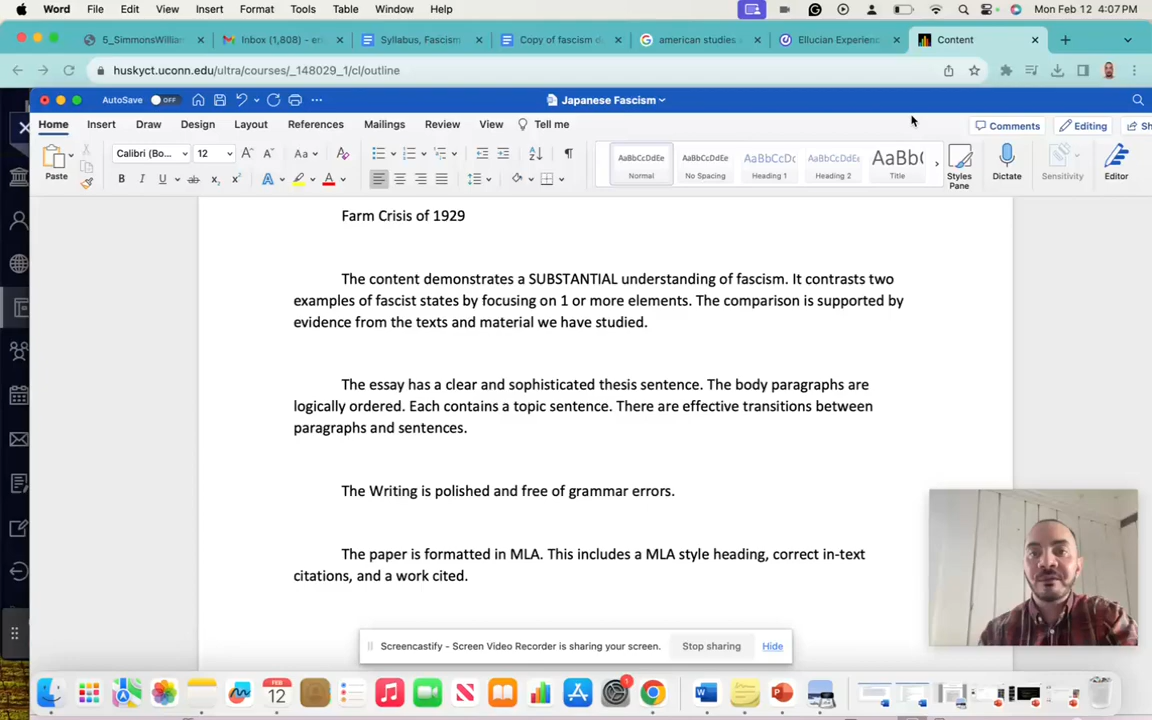 Word File Edit View Insert Format Tools Table Window Help Mon Feb 12 4:07 PM
5_SimmonsWillia Inbox (1,808) - eri Syllabus, Fascism Copy of fascism d american studies Ellucian Experienc Content
huskyct.uconn.edu/ultra/courses/_148029_1/cl/outline
AutoSave OFF Japanese Fascism
Home Insert Draw Design Layout References Mailings Review View Tell me Comments Editing Sh
Calibri (Bo... 12
Paste
AaBbCcDdEe AaBbCcDdEe AaBbCcDc AaBbCcDdEe AaBb(
Normal No Spacing Heading 1 Heading 2 Title
Styles Pane Dictate Sensitivity Editor
Farm Crisis of 1929
The content demonstrates a SUBSTANTIAL understanding of fascism. It contrasts two
examples of fascist states by focusing on 1 or more elements. The comparison is supported by
evidence from the texts and material we have studied.
The essay has a clear and sophisticated thesis sentence. The body paragraphs are
logically ordered. Each contains a topic sentence. There are effective transitions between
paragraphs and sentences.
The Writing is polished and free of grammar errors.
The paper is formatted in MLA. This includes a MLA style heading, correct in-text
citations, and a work cited.
Screencastify - Screen Video Recorder is sharing your screen. Stop sharing Hide
FEB
12
1